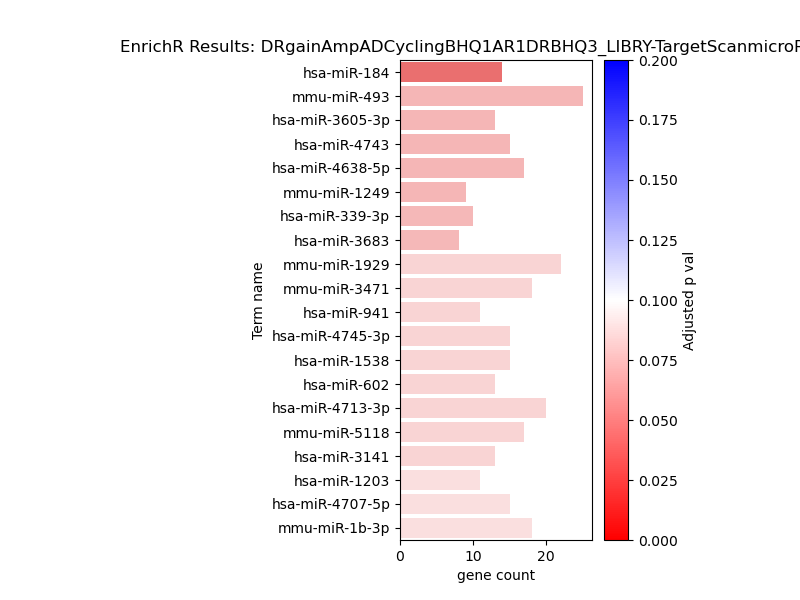 EnrichR Results: DRgainAmpADCyclingBHQ1AR1DRBHQ3_LIBRY-TargetScanmicroR
hsa-miR-184
mmu-miR-493
hsa-miR-3605-3p
hsa-miR-4743
hsa-miR-4638-5p
mmu-miR-1249
hsa-miR-339-3p
hsa-miR-3683
mmu-miR-1929
mmu-miR-3471
hsa-miR-941
hsa-miR-4745-3p
hsa-miR-1538
hsa-miR-602
hsa-miR-4713-3p
mmu-miR-5118
hsa-miR-3141
hsa-miR-1203
hsa-miR-4707-5p
mmu-miR-1b-3p
Term name
0 10 20
gene count
0.200
0.175
0.150
0.125
0.100
0.075
0.050
0.025
0.000
Adjusted p val